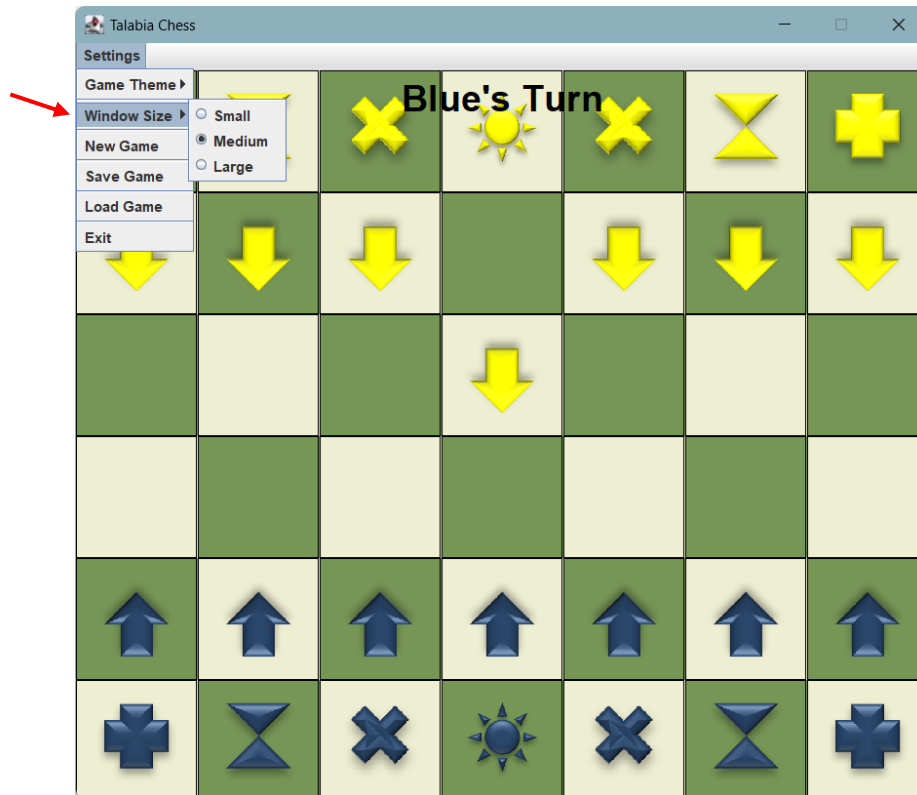 Talabia Chess
Settings
Game Theme
Blue's Turn
Window Size
Small
Medium
Large
New Game
Save Game
Load Game
Exit